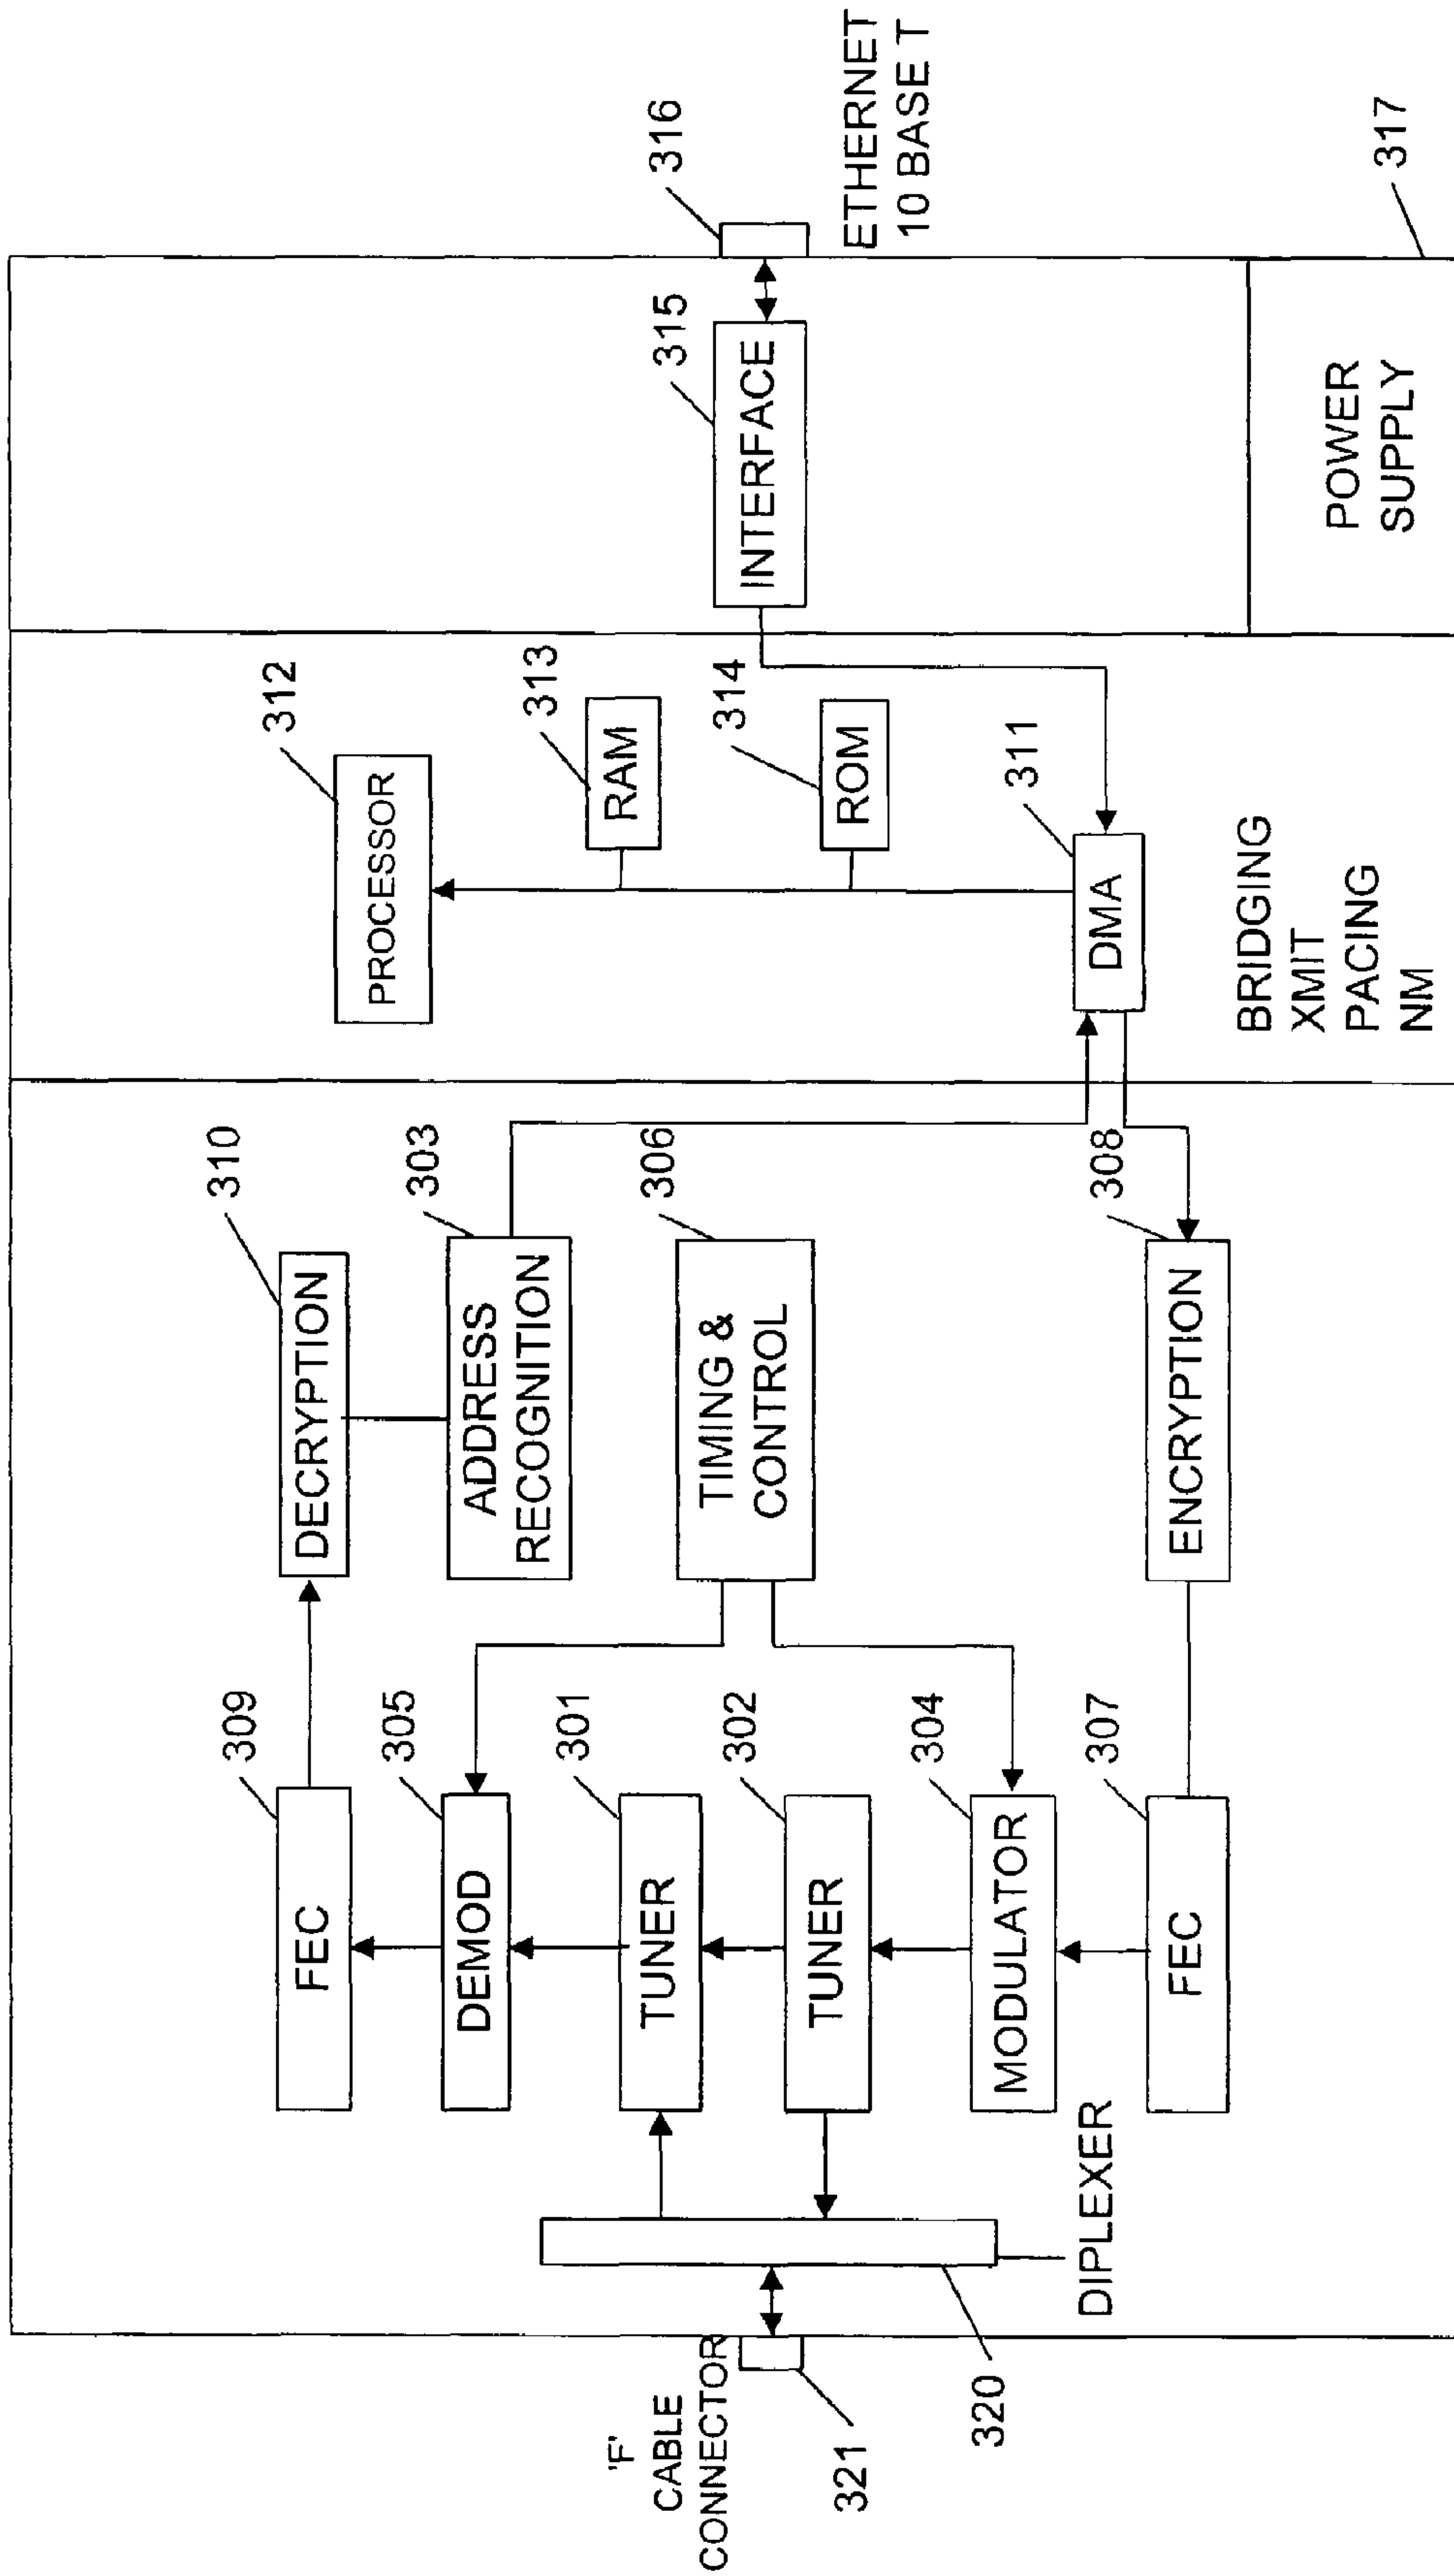 'F'
CABLE
CONNECTOR
321
320
DIPLEXER
FEC
309
DEMOD
305
TUNER
301
TUNER
302
MODULATOR
304
FEC
307
DECRYPTION
310
ADDRESS
RECOGNITION
303
TIMING &
CONTROL
306
ENCRYPTION
308
PROCESSOR
312
RAM
313
ROM
314
DMA
311
BRIDGING
XMIT
PACING
NM
INTERFACE
315
316
ETHERNET
10 BASE T
POWER
SUPPLY
317